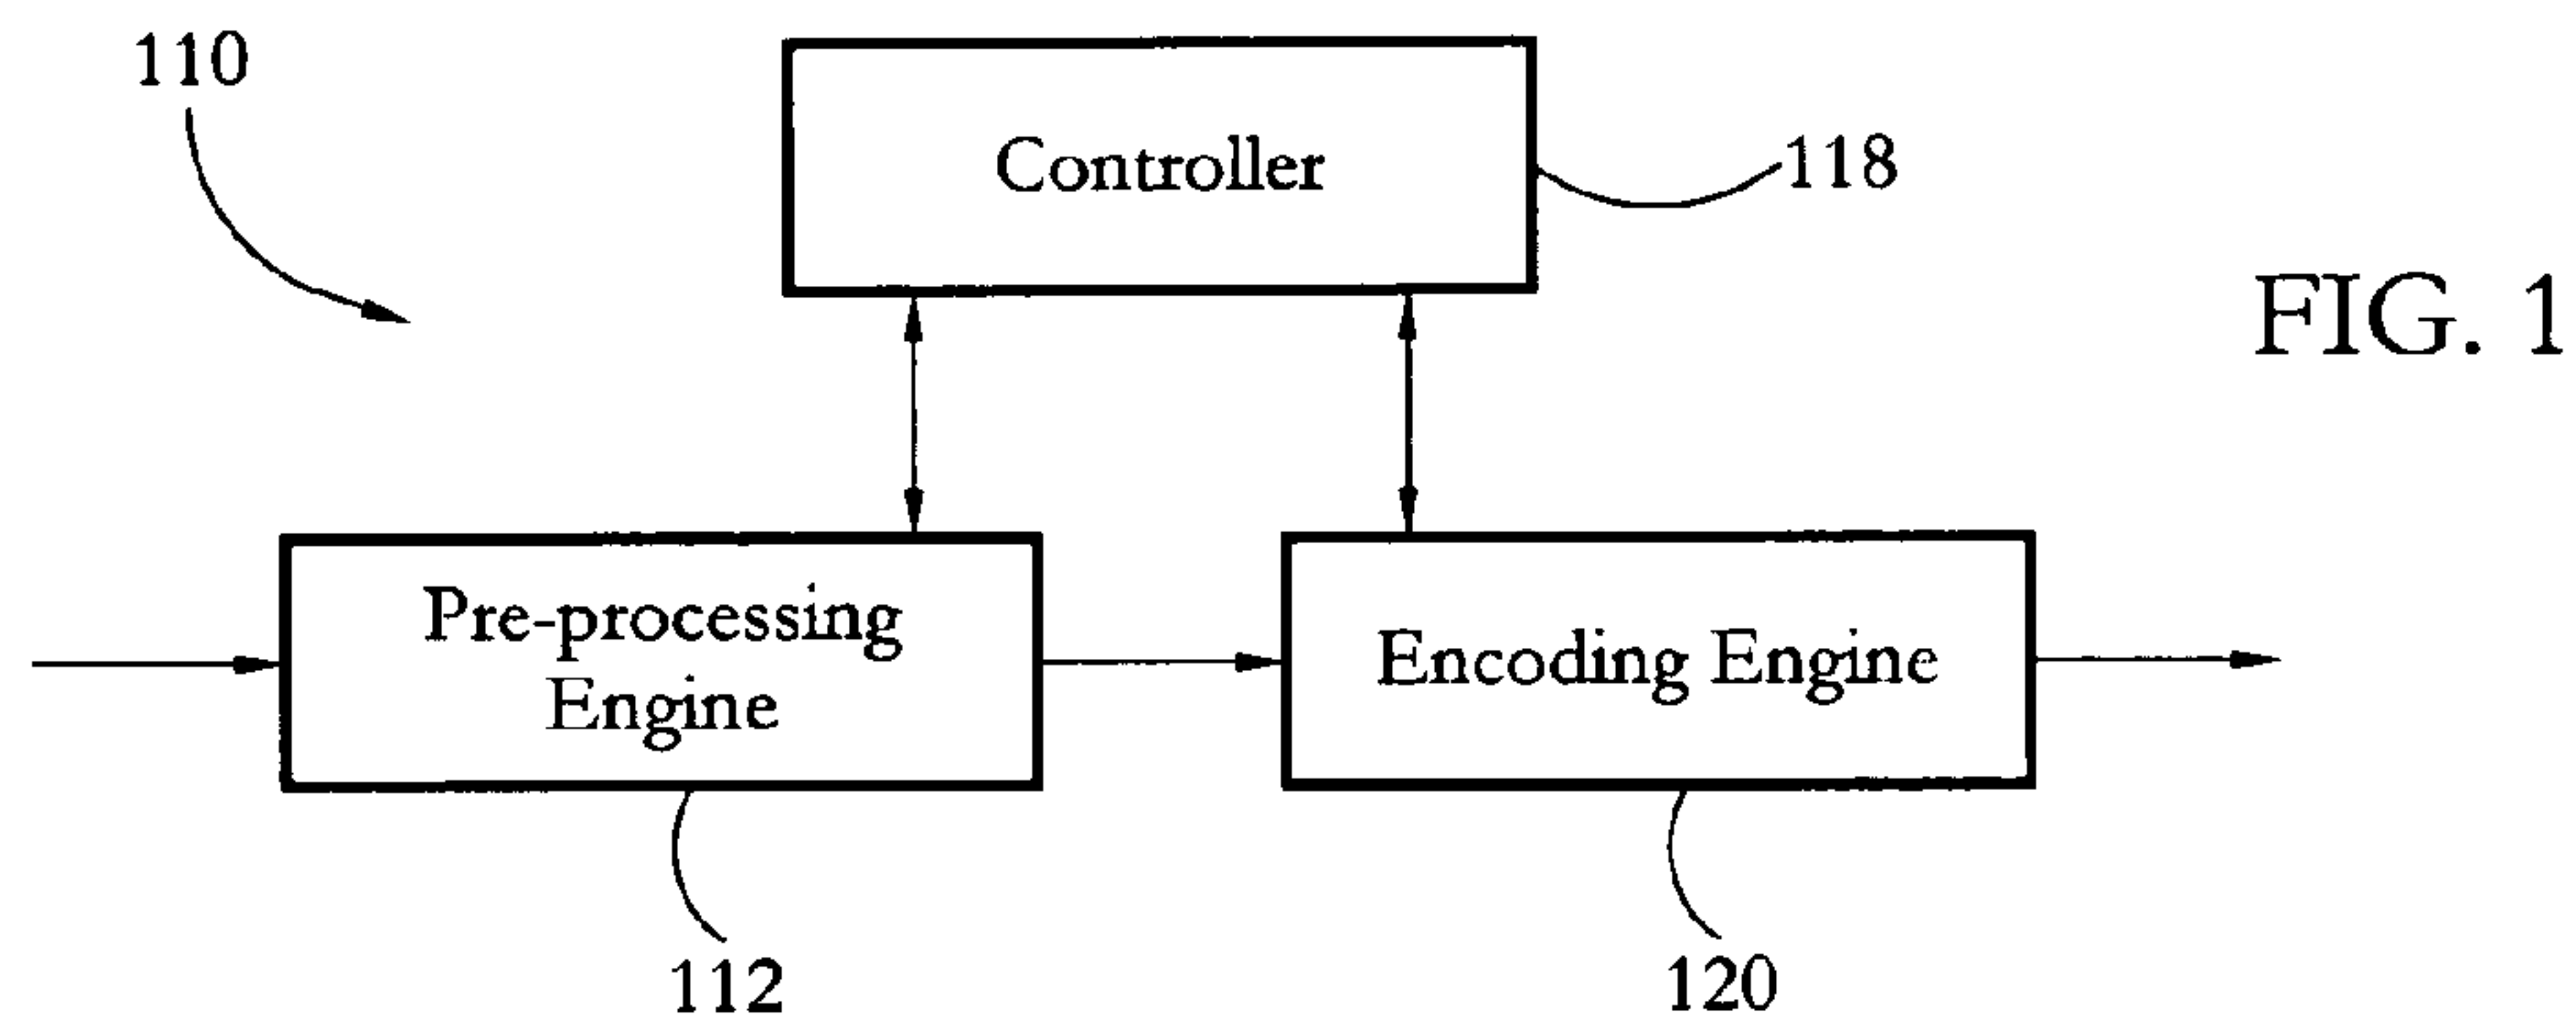 110
Controller
118
FIG. 1
Pre-processing
Engine
Encoding Engine
112
120